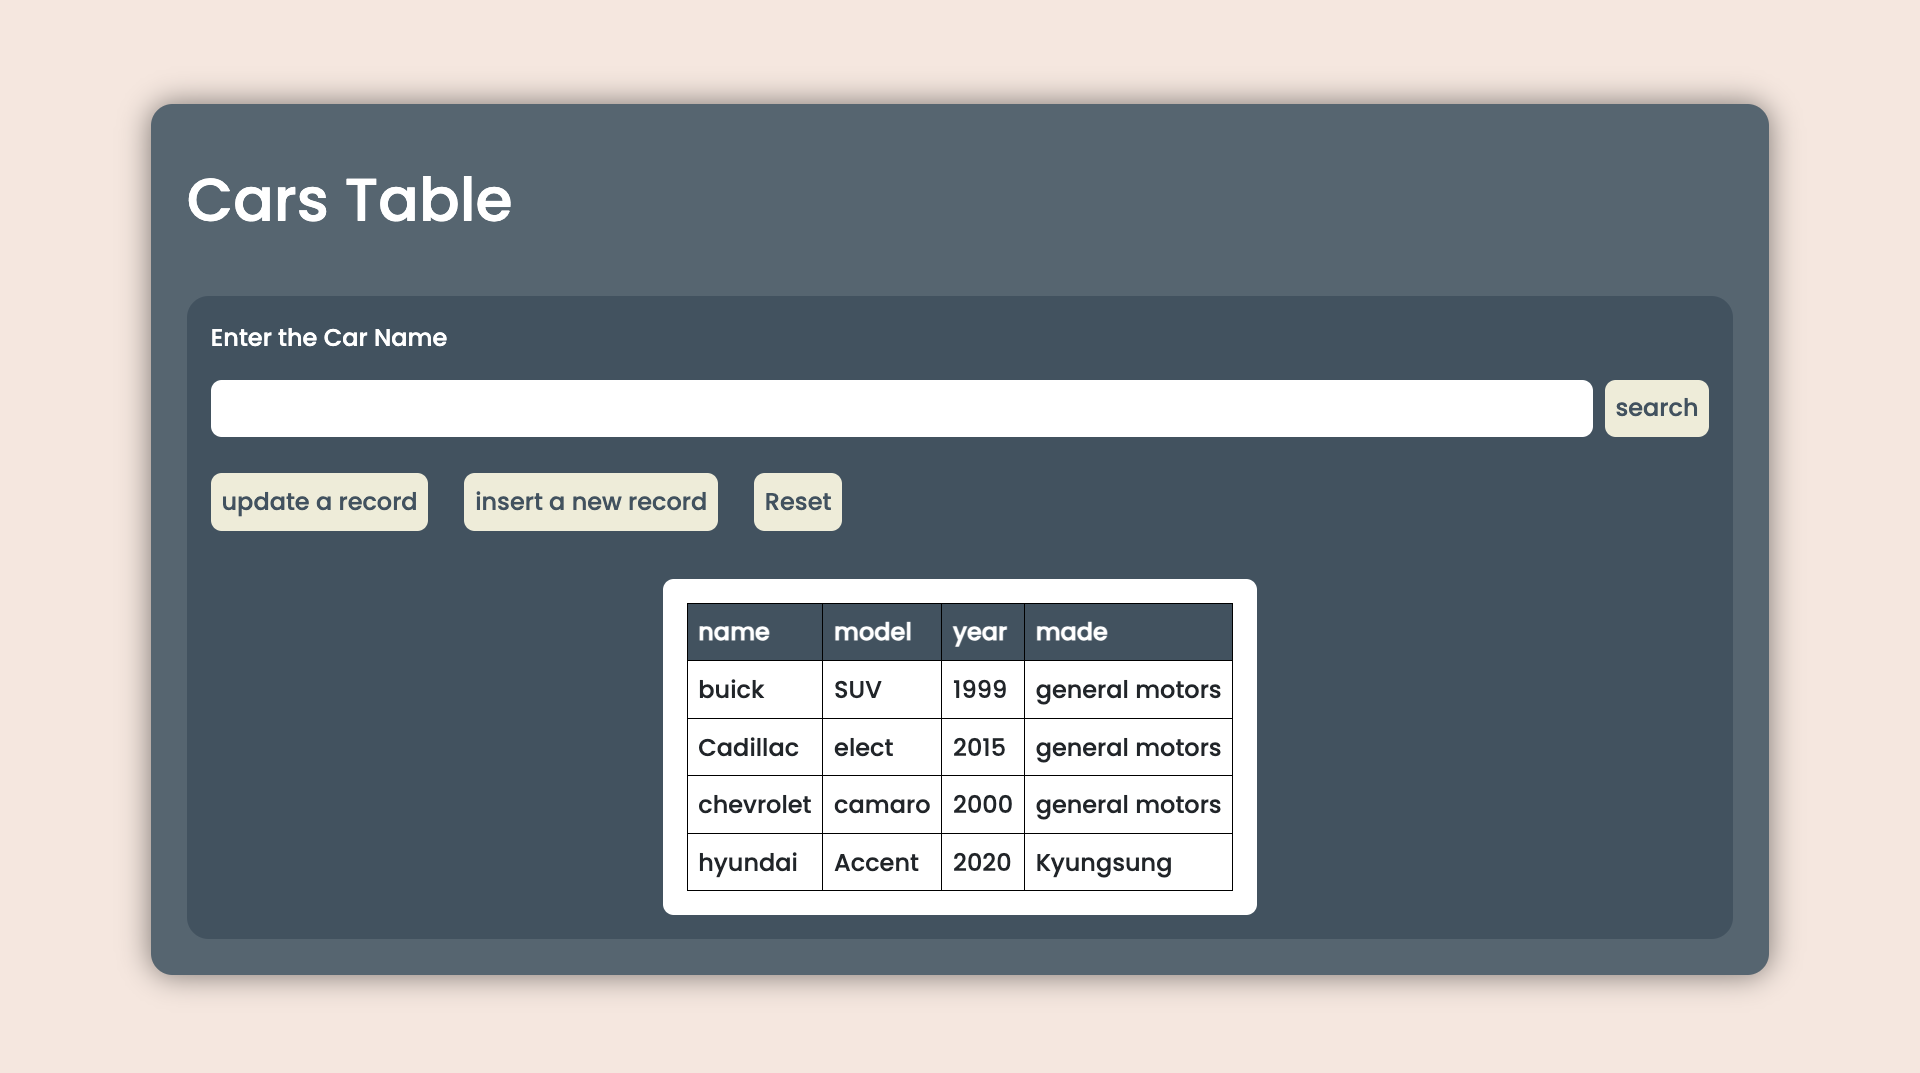 Cars Table
Enter the Car Name
search
update a record insert a new record Reset
name model year made
buick SUV 1999 general motors
Cadillac elect 2015 general motors
chevrolet camaro 2000 general motors
hyundai Accent 2020 Kyungsung